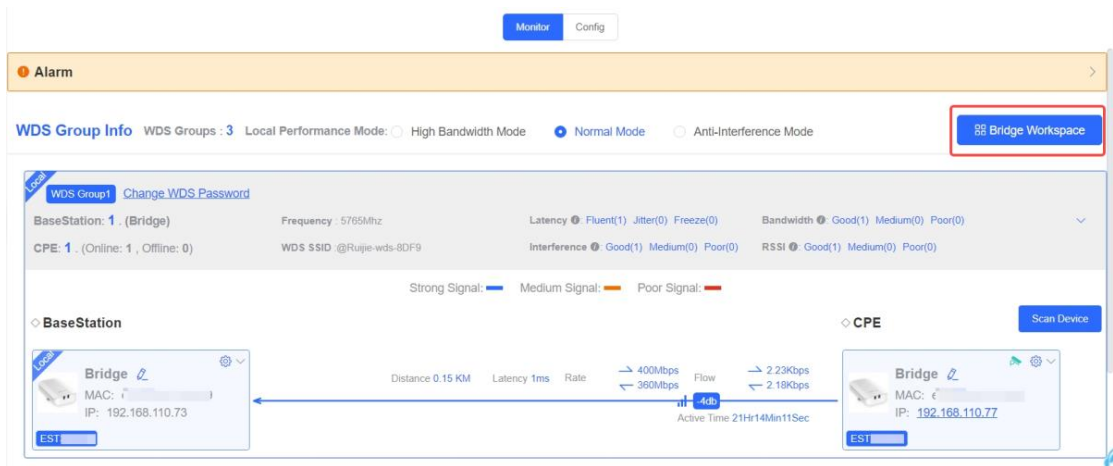 Monitor Config
Alarm
WDS Group Info WDS Groups : 3 Local Performance Mode: High Bandwidth Mode Normal Mode Anti-Interference Mode Bridge Workspace
Local
WDS Group1 Change WDS Password
BaseStation: 1 . (Bridge) Frequency : 5765Mhz Latency : Fluent(1) Jitter(0) Freeze(0) Bandwidth : Good(1) Medium(0) Poor(0)
CPE: 1 . (Online: 1 , Offline: 0) WDS SSID :@Ruijie-wds-8DF9 Interference : Good(1) Medium(0) Poor(0) RSSI : Good(1) Medium(0) Poor(0)
Strong Signal: Medium Signal: Poor Signal:
BaseStation CPE Scan Device
Local
Bridge
MAC:
IP: 192.168.110.73
EST
Distance 0.15 KM Latency 1ms Rate 400Mbps 360Mbps Flow 2.23Kbps 2.18Kbps
-4db
Active Time 21Hr14Min11Sec
Bridge
MAC:
IP: 192.168.110.77
EST